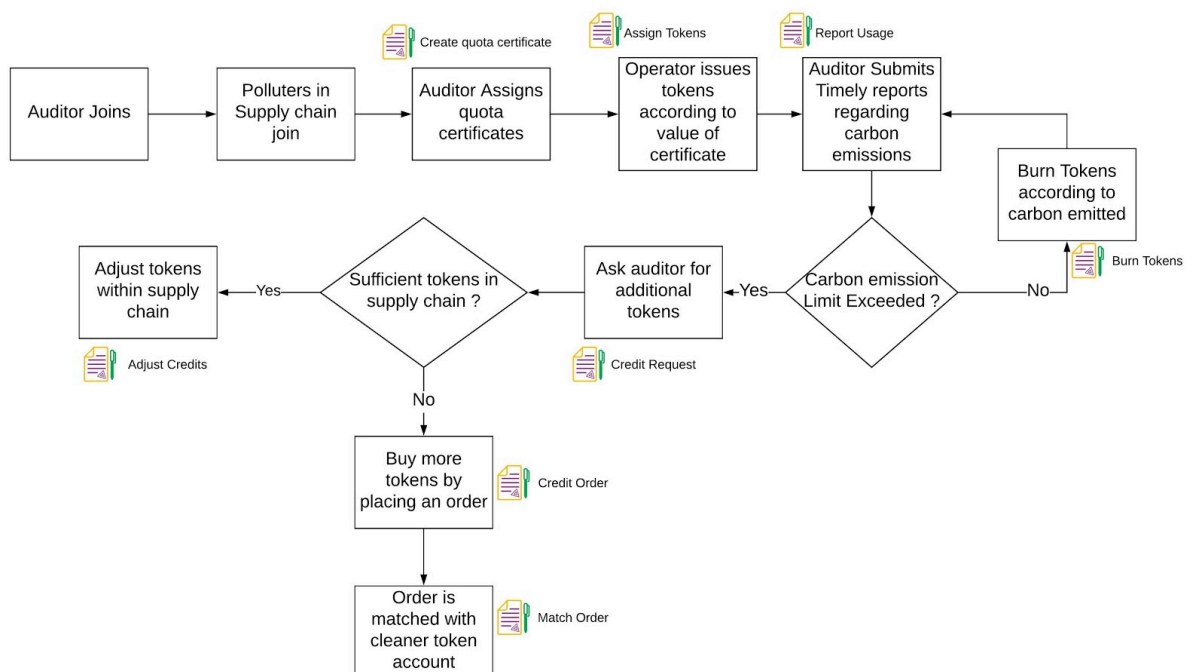 Create quota certificate
Assign Tokens
Report Usage
Auditor Joins
Polluters in
Supply chain
join
Auditor Assigns
quota
certificates
Operator issues
tokens
according to
value of
certificate
Auditor Submits
Timely reports
regarding
carbon
emissions
Burn Tokens
according to
carbon emitted
Burn Tokens
No
Carbon emission
Limit Exceeded ?
Yes
Ask auditor for
additional
tokens
Credit Request
Sufficient tokens in
supply chain ?
Yes
Adjust tokens
within supply
chain
Adjust Credits
No
Buy more
tokens by
placing an order
Credit Order
Order is
matched with
cleaner token
account
Match Order